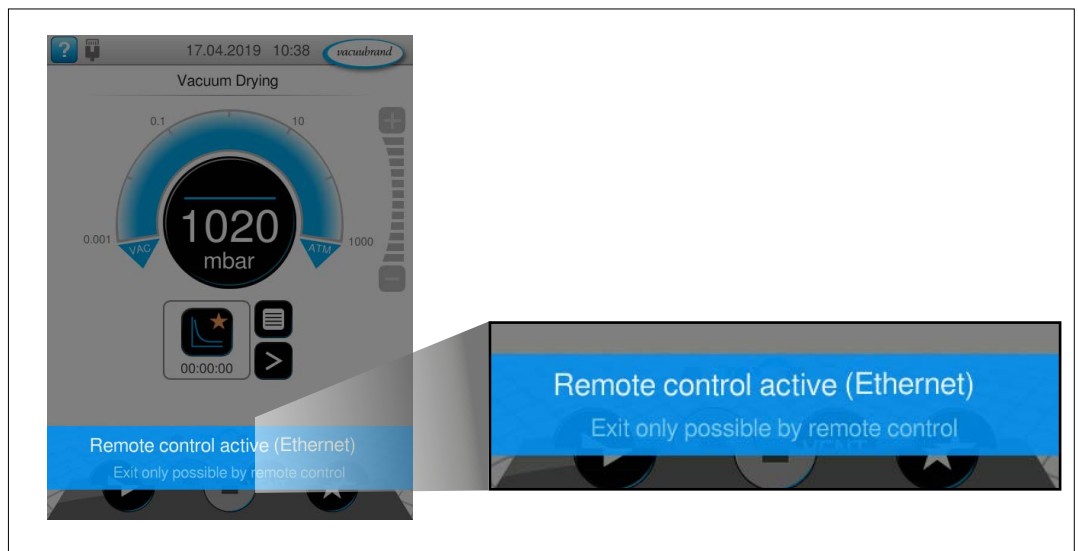 ?
17.04.2019 10:38
vacuubrand
Vacuum Drying
0.1
10
0.001
VAC
1020
mbar
ATM
1000
00:00:00
Remote control active (Ethernet)
Exit only possible by remote control
Remote control active (Ethernet)
Exit only possible by remote control
VENT